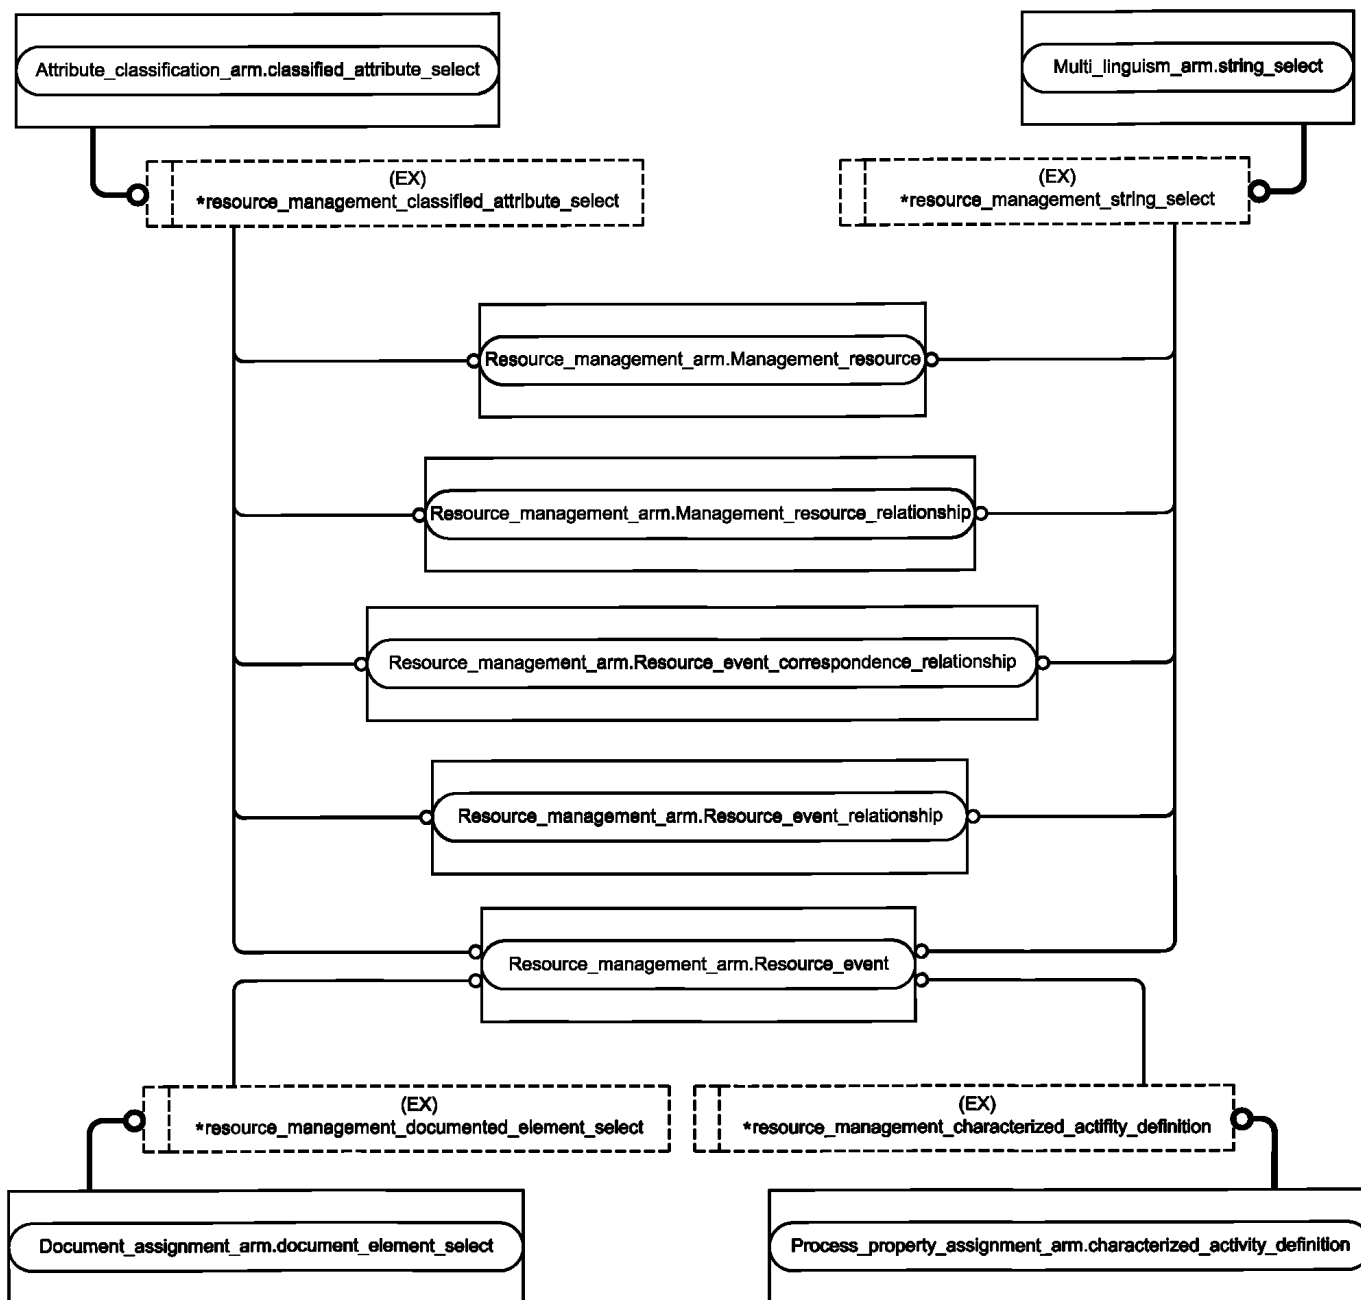 Attribute_classification_arm.classified_attribute_select
Multi_linguism_arm.string_select
(EX)
*resource_management_classified_attribute_select
(EX)
*resource_management_string_select
Resource_management_arm.Management_resource
Resource_management_arm.Management_resource_relationship
Resource_management_arm.Resource_event_correspondence_relationship
Resource_management_arm.Resource_event_relationship
Resource_management_arm.Resource_event
(EX)
*resource_management_documented_element_select
(EX)
*resource_management_characterized_actifity_definition
Document_assignment_arm.document_element_select
Process_property_assignment_arm.characterized_activity_definition